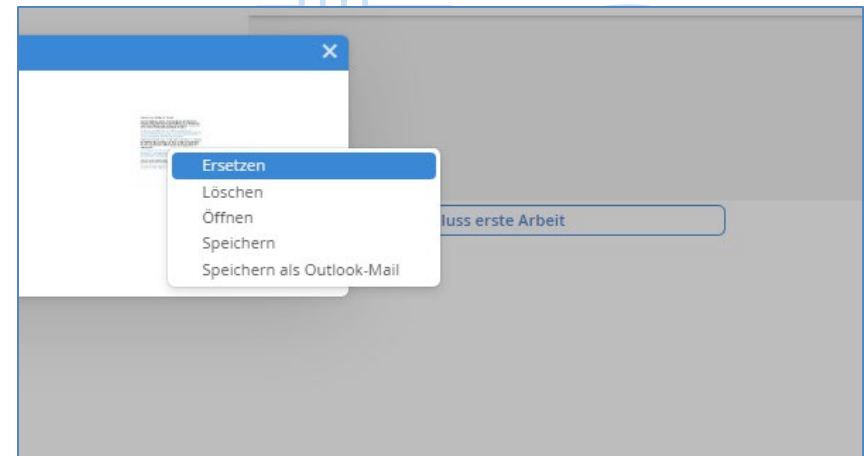 Ersetzen
Löschen
Öffnen
luss erste Arbeit
Speichern
Speichern als Outlook-Mail